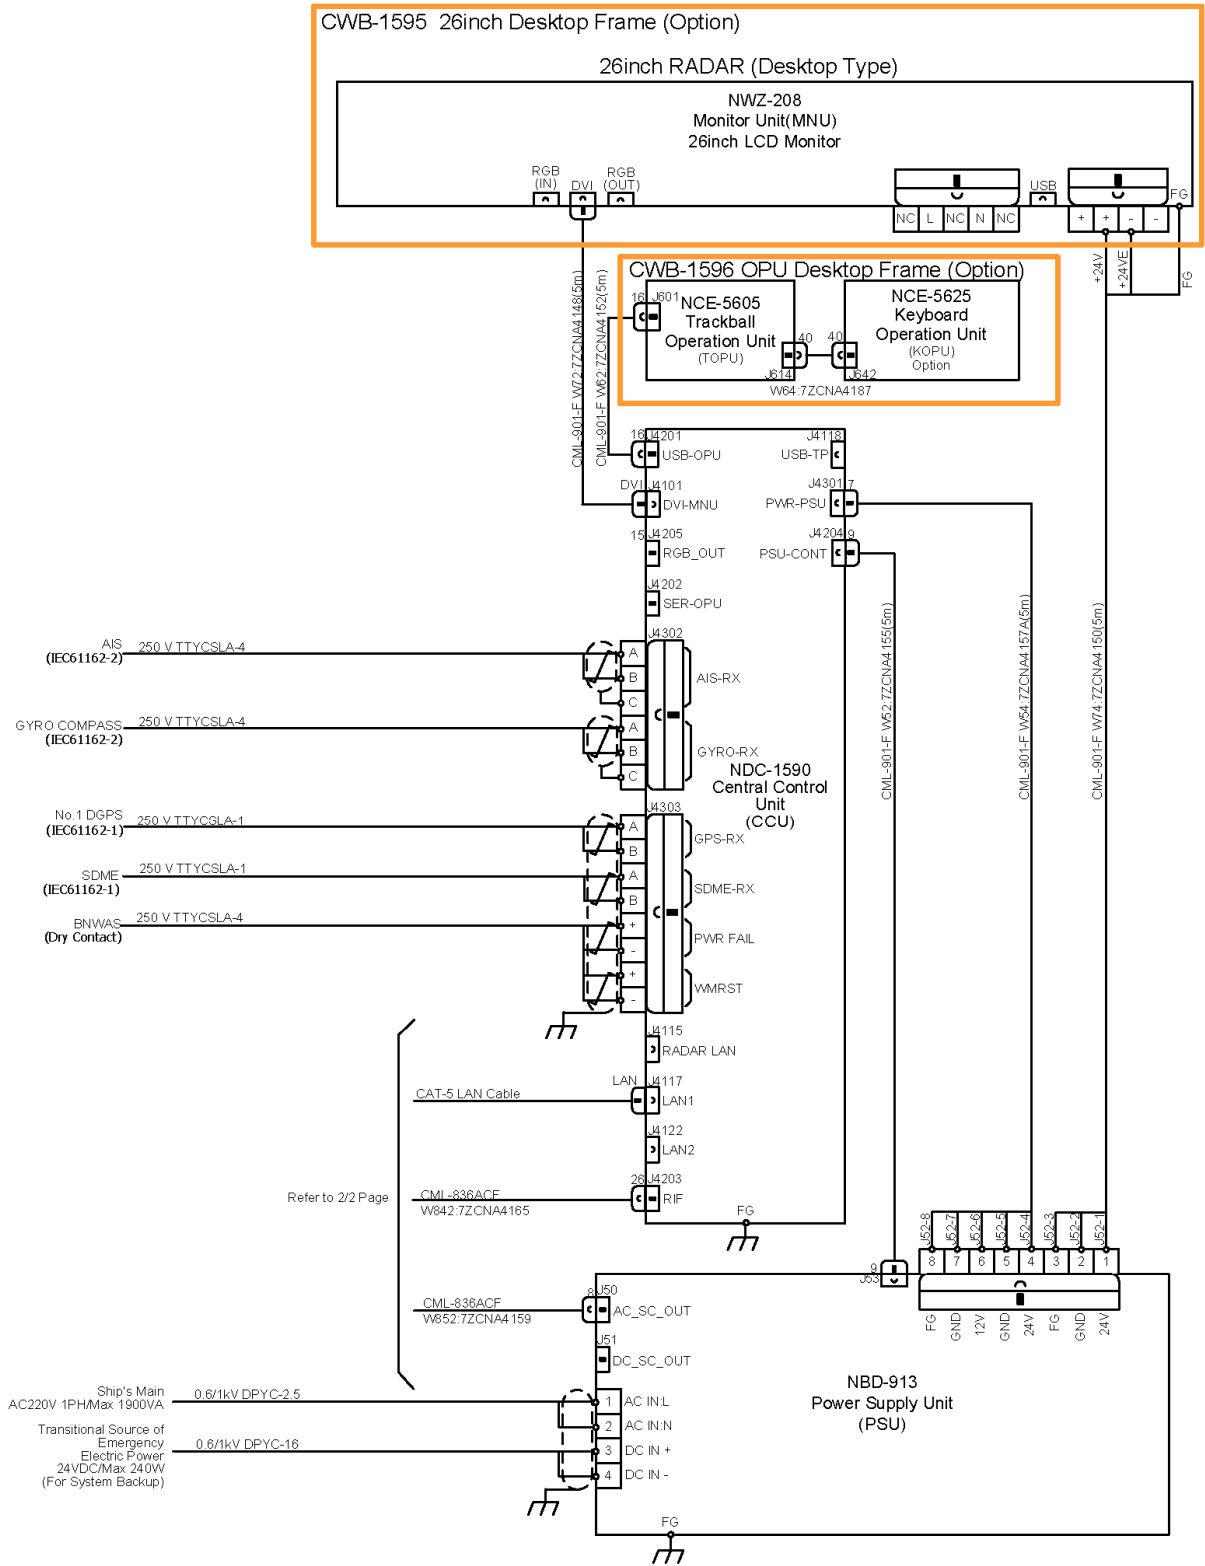 CWB-1595 26inch Desktop Frame (Option)
26inch RADAR (Desktop Type)
NWZ-208
Monitor Unit(MNU)
26inch LCD Monitor
RGB
(IN)
DVI
RGB
(OUT)
USB
FG
NC L NC N NC
+ + - -
+24V
+24VE
FG
CWB-1596 OPU Desktop Frame (Option)
16 J601
NCE-5605
Trackball
Operation Unit
(TOPU)
40
J614
NCE-5625
Keyboard
Operation Unit
(KOPU)
Option
40
J642
W64:7ZCNA4187
CML-901-F W72:7ZCNA4148(5m)
CML-901-F W62:7ZCNA4152(5m)
16 J4201
USB-OPU
J4118
USB-TP
DVI J4101
DVI-MNU
J4301 7
PWR-PSU
15 J4205
RGB_OUT
J4204 9
PSU-CONT
J4202
SER-OPU
CML-901-F W52:7ZCNA4155(5m)
CML-901-F W54:7ZCNA4157A(5m)
CML-901-F W74:7ZCNA4150(5m)
J4302
AIS
(IEC61162-2)
250 V TTYCSLA-4
A
B
C
AIS-RX
GYRO COMPASS
(IEC61162-2)
250 V TTYCSLA-4
A
B
C
GYRO-RX
NDC-1590
Central Control
Unit
(CCU)
J4303
No.1 DGPS
(IEC61162-1)
250 V TTYCGLA-1
A
B
GPS-RX
SDME
(IEC61162-1)
250 V TTYCSLA-1
A
B
SDME-RX
BNWAS
(Dry Contact)
250 V TTYCSLA-4
+
-
PWR FAIL
+
-
WMRST
J4115
RADAR LAN
LAN J4117
CAT-5 LAN Cable
LAN1
J4122
LAN2
26 J4203
RIF
Refer to 2/2 Page
CML-836ACF
W842:7ZCNA4165
FG
J52-8
J52-7
J52-6
J52-5
J52-4
J52-3
J52-2
J52-1
8 7 6 5 4 3 2 1
FG
GND
12V
GND
24V
FG
GND
24V
9
J53
8 J50
CML-836ACF
W852:7ZCNA4159
AC_SC_OUT
J51
DC_SC_OUT
NBD-913
Power Supply Unit
(PSU)
Ship's Main
AC220V 1PH/Max 1900VA
0.6/1kV DPYC-2.5
1 AC IN:L
2 AC IN:N
Transitional Source of
Emergency
Electric Power
24VDC/Max 240W
(For System Backup)
0.6/1kV DPYC-16
3 DC IN +
4 DC IN -
FG